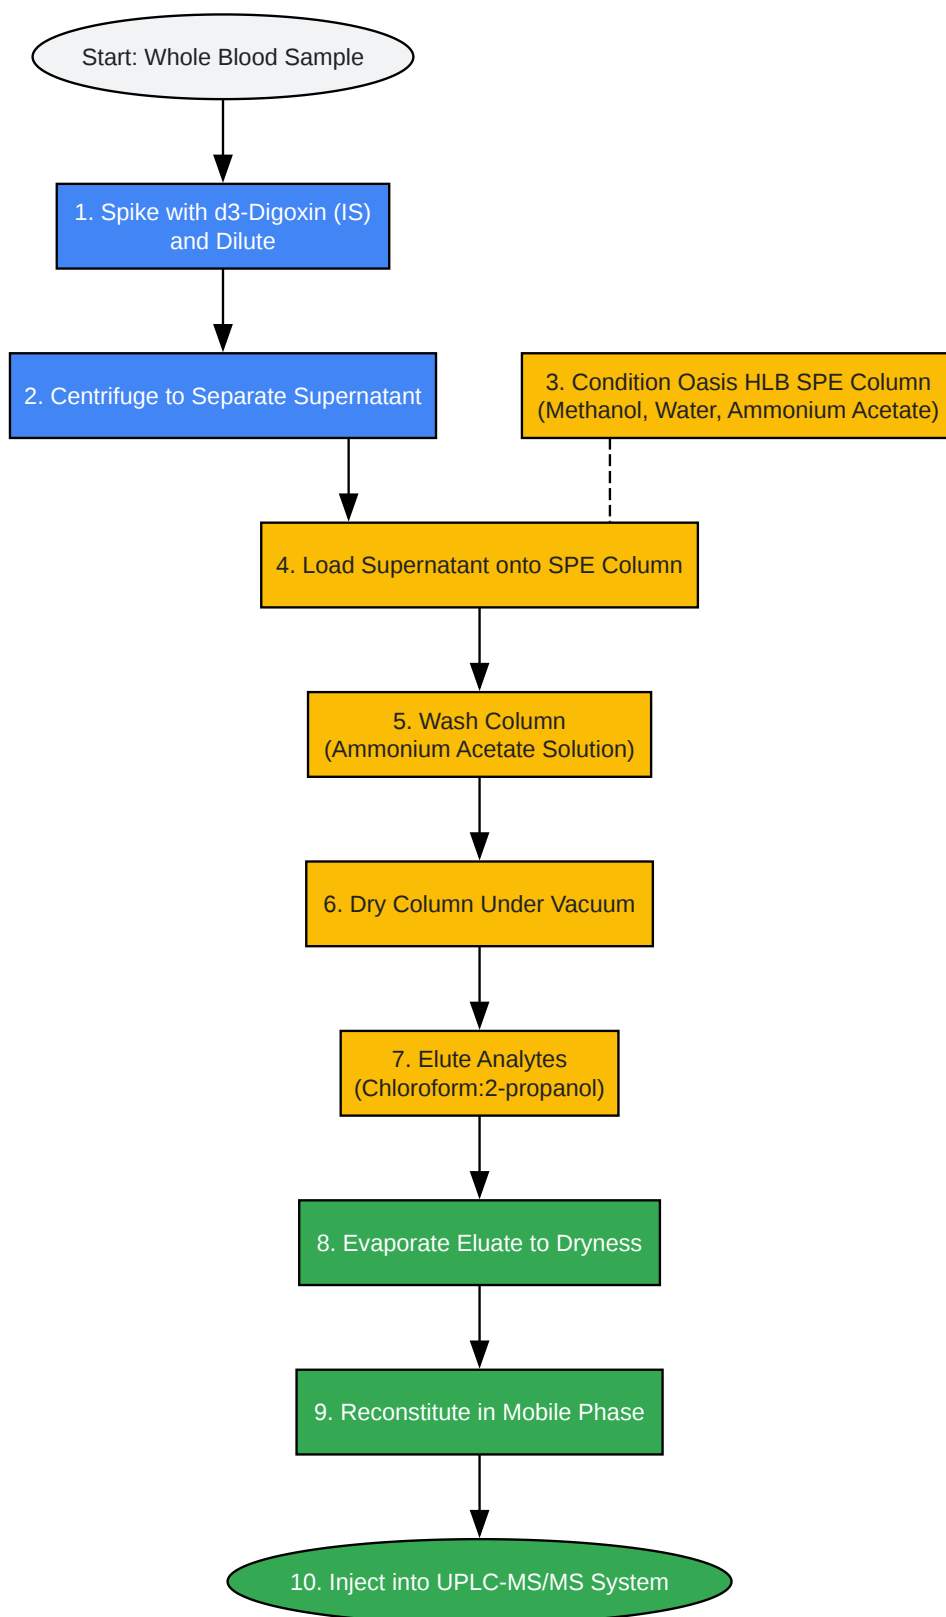 Start: Whole Blood Sample
1. Spike with d3-Digoxin (IS)
and Dilute
2. Centrifuge to Separate Supernatant
3. Condition Oasis HLB SPE Column
(Methanol, Water, Ammonium Acetate)
4. Load Supernatant onto SPE Column
5. Wash Column
(Ammonium Acetate Solution)
6. Dry Column Under Vacuum
7. Elute Analytes
(Chloroform:2-propanol)
8. Evaporate Eluate to Dryness
9. Reconstitute in Mobile Phase
10. Inject into UPLC-MS/MS System